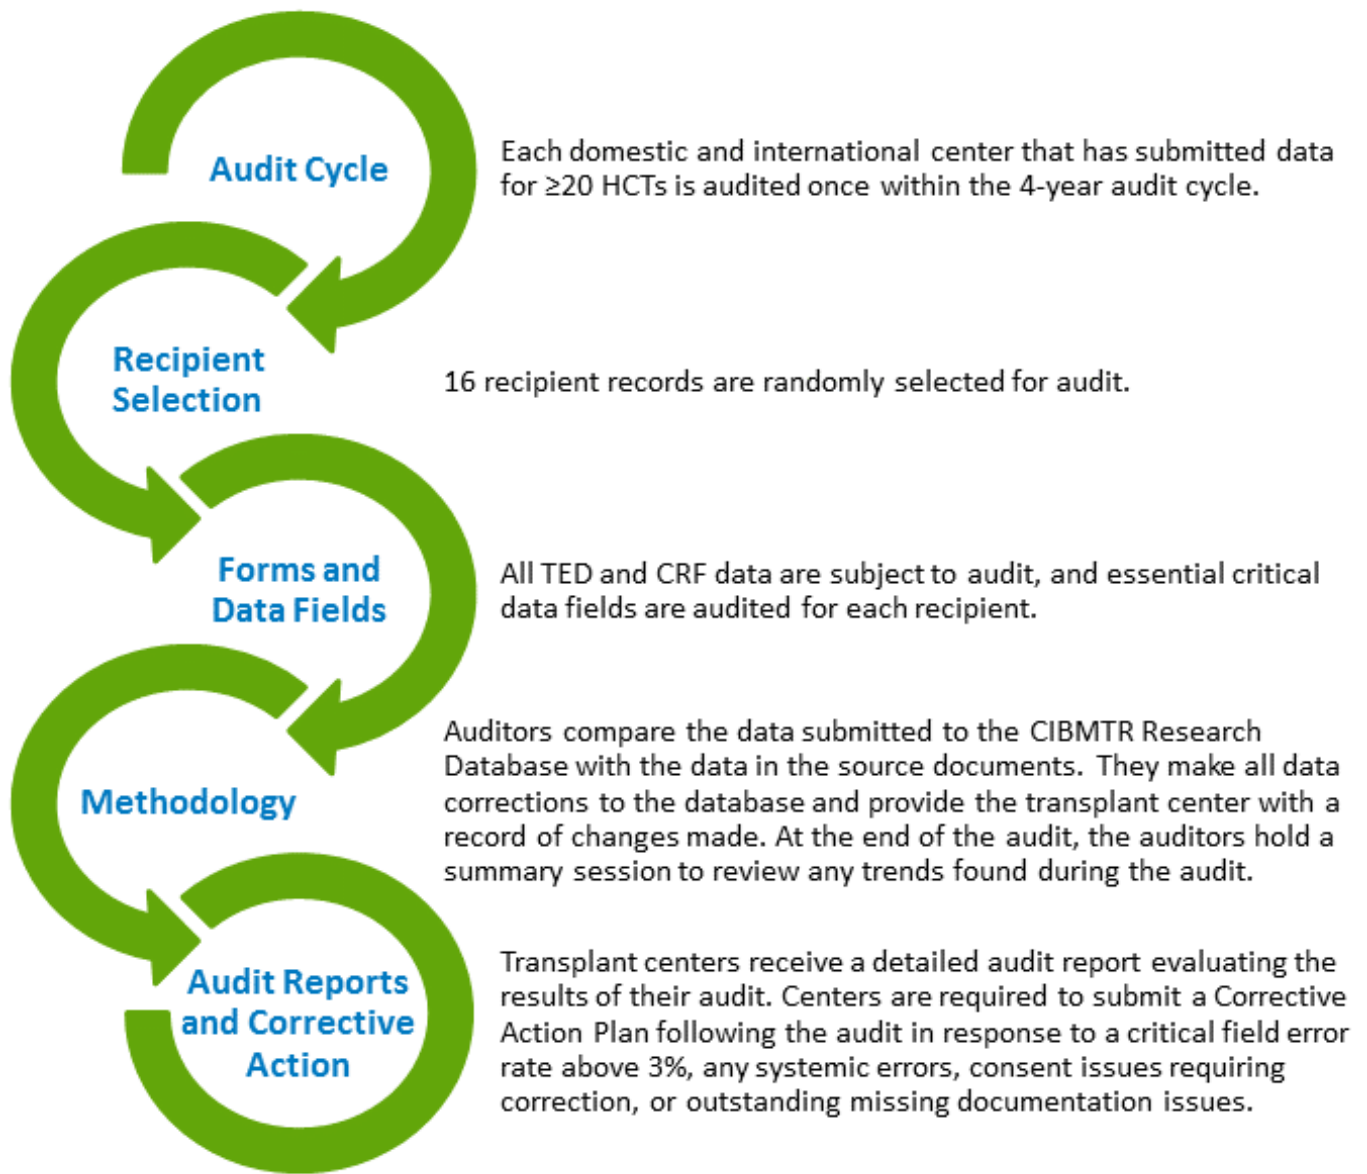 Audit Cycle
Each domestic and international center that has submitted data
for ≥20 HCTs is audited once within the 4-year audit cycle.
Recipient
Selection
16 recipient records are randomly selected for audit.
Forms and
Data Fields
All TED and CRF data are subject to audit, and essential critical
data fields are audited for each recipient.
Methodology
Auditors compare the data submitted to the CIBMTR Research
Database with the data in the source documents. They make all data
corrections to the database and provide the transplant center with a
record of changes made. At the end of the audit, the auditors hold a
summary session to review any trends found during the audit.
Audit Reports
and Corrective
Action
Transplant centers receive a detailed audit report evaluating the
results of their audit. Centers are required to submit a Corrective
Action Plan following the audit in response to a critical field error
rate above 3%, any systemic errors, consent issues requiring
correction, or outstanding missing documentation issues.